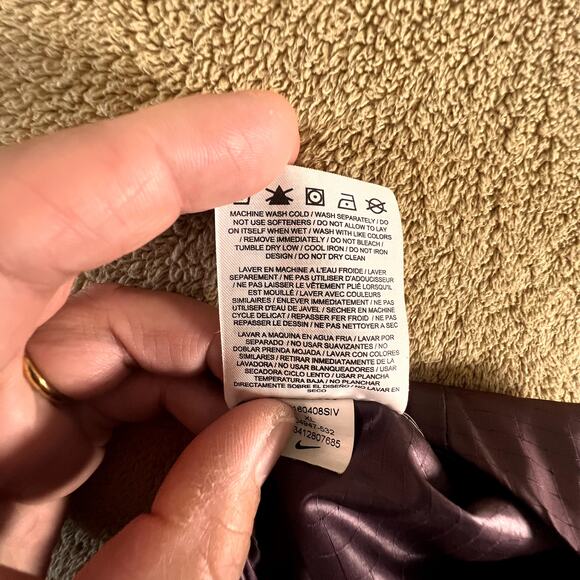 MACHINE WASH COLD / WASH SEPARATELY / DO
NOT USE SOFTENERS / DO NOT ALLOW TO LAY
ON ITSELF WHEN WET / WASH WITH LIKE COLORS
/ REMOVE IMMEDIATELY / DO NOT BLEACH /
TUMBLE DRY LOW / COOL IRON / DO NOT IRON
DESIGN / DO NOT DRY CLEAN
LAVER EN MACHINE A L'EAU FROIDE / LAVER
SEPAREMENT / NE PAS UTILISER D'ADOUCISSEUR
/ NE PAS LAISSER LE VÊTEMENT PLIÉ LORSQU'IL
EST MOUILLÉ / LAVER AVEC COULEURS
SIMILAIRES / ENLEVER IMMEDIATEMENT / NE PAS
UTILISER D'EAU DE JAVEL / SECHER EN MACHINE
CYCLE DELICAT / REPASSER FER FROID / NE PAS
REPASSER LE DESSIN / NE PAS NETTOYER A SEC
LAVAR A MAQUINA EN AGUA FRIA / LAVAR POR
SEPARADO / NO USAR SUAVIZANTES / NO
DOBLAR PRENDA MOJADA / LAVAR CON COLORES
SIMILARES / RETIRAR INMEDIATAMENTE DE LA
LAVADORA / NO USAR BLANQUEADORES / USAR
SECADORA CICLO LENTO / USAR PLANCHA
TEMPERATURA BAJA / NO PLANCHAR
DIRECTAMENTE SOBRE EL DISEÑO / NO LAVAR EN
SECO
160408SIV
XL
4947-532
3412807685